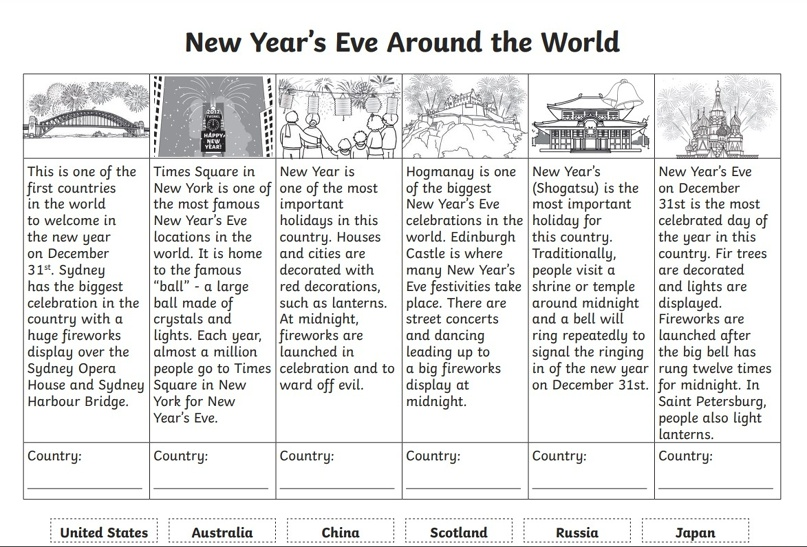 New Year's Eve Around the World
2017
HAPPY
NEW
YEAR!
This is one of the
first countries
in the world
to welcome in
the new year
on December
31st. Sydney
has the biggest
celebration in the
country with a
huge fireworks
display over the
Sydney Opera
House and Sydney
Harbour Bridge.
Country:
Times Square in
New York is one of
the most famous
New Year's Eve
locations in the
world. It is home
to the famous
“ball” - a large
ball made of
crystals and
lights. Each year,
almost a million
people go to Times
Square in New
York for New
Year's Eve.
Country:
New Year is
one of the most
important
holidays in this
country. Houses
and cities are
decorated with
red decorations,
such as lanterns.
At midnight,
fireworks are
launched in
celebration and to
ward off evil.
Country:
Hogmanay is one
of the biggest
New Year's Eve
celebrations in the
world. Edinburgh
Castle is where
many New Year's
Eve festivities take
place. There are
street concerts
and dancing
leading up to
a big fireworks
display at
midnight.
Country:
New Year's
(Shogatsu) is the
most important
holiday for
this country.
Traditionally,
people visit a
shrine or temple
around midnight
and a bell will
ring repeatedly to
signal the ringing
in of the new year
on December 31st.
Country:
New Year's Eve
on December
31st is the most
celebrated day of
the year in this
country. Fir trees
are decorated
and lights are
displayed.
Fireworks are
launched after
the big bell has
rung twelve times
for midnight. In
Saint Petersburg,
people also light
lanterns.
Country:
United States
Australia
China
Scotland
Russia
Japan